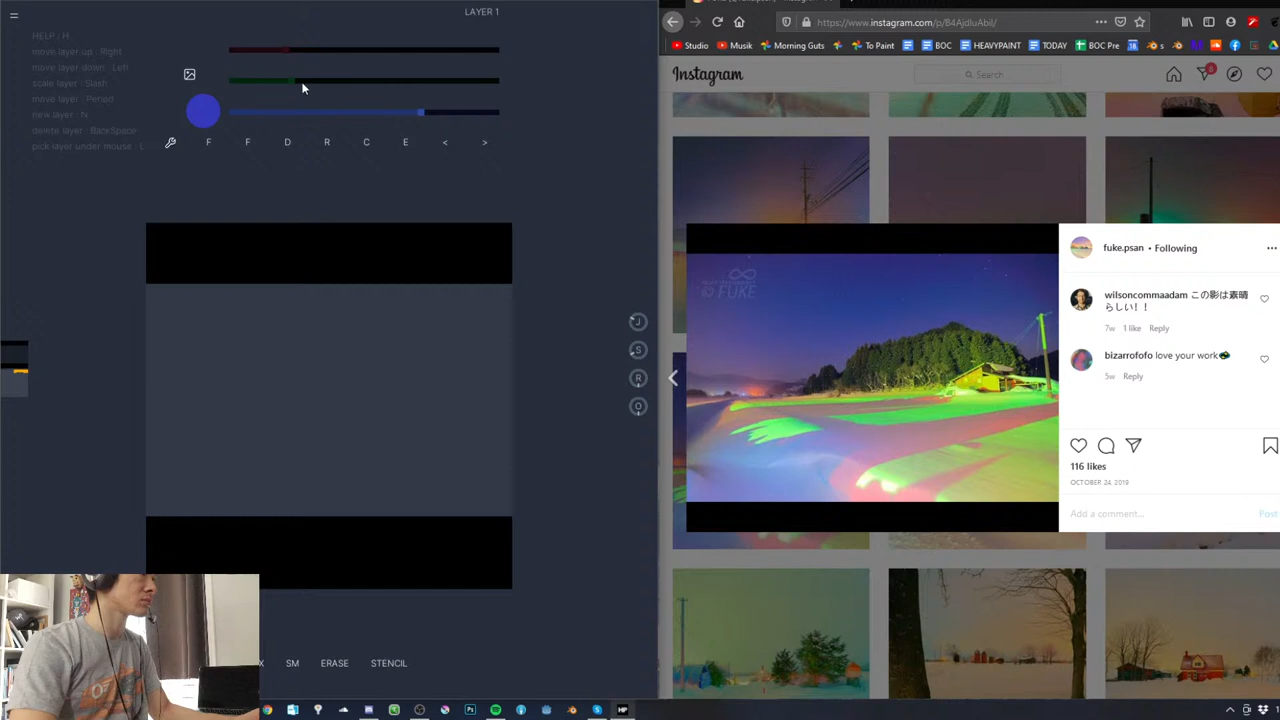 LAYER 1
HELP : H
move layer up : Right
move layer down : Left
scale layer : Slash
move layer : Period
new layer : N
delete layer : BackSpace
pick layer under mouse : L
F F D R C E < >
J
S
R
O
X SM ERASE STENCIL
https://www.instagram.com/p/B4AjdluAbil/
Studio Musik Morning Guts To Paint BOC HEAVYPAINT TODAY BOC Pre
Instagram
Search
FUKE
fuke.psan • Following
wilsoncommaadam この影は素晴
らしい！！
7w 1 like Reply
bizarrofofo love your work
5w Reply
116 likes
OCTOBER 24, 2019
Add a comment... Post